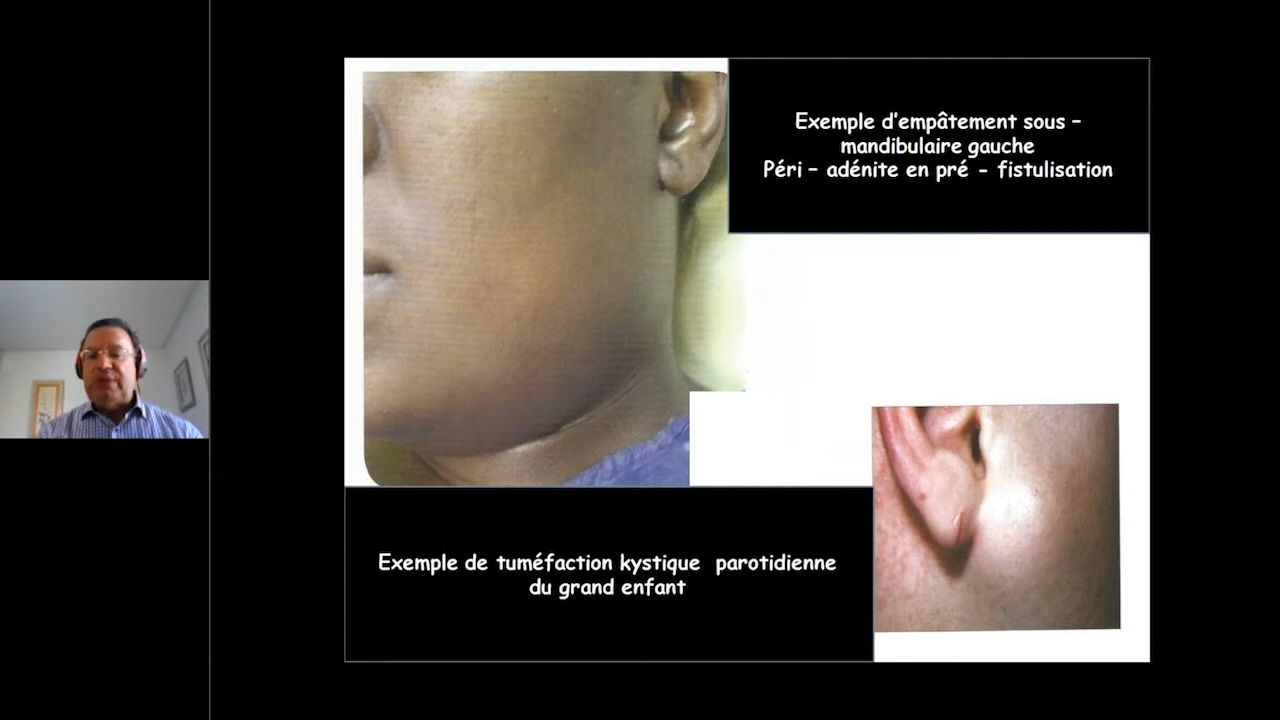 Exemple d'empâtement sous –
mandibulaire gauche
Péri – adénite en pré - fistulisation
Exemple de tuméfaction kystique parotidienne
du grand enfant